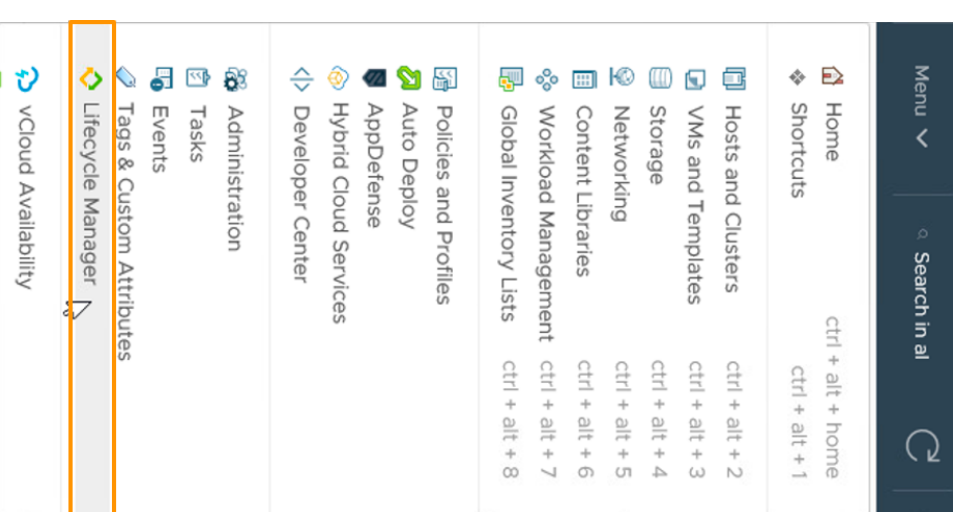 Menu Search in al
Home ctrl + alt + home
Shortcuts ctrl + alt + 1
Hosts and Clusters ctrl + alt + 2
VMs and Templates ctrl + alt + 3
Storage ctrl + alt + 4
Networking ctrl + alt + 5
Content Libraries ctrl + alt + 6
Workload Management ctrl + alt + 7
Global Inventory Lists ctrl + alt + 8
Policies and Profiles
Auto Deploy
AppDefense
Hybrid Cloud Services
Developer Center
Administration
Tasks
Events
Tags & Custom Attributes
Lifecycle Manager
vCloud Availability